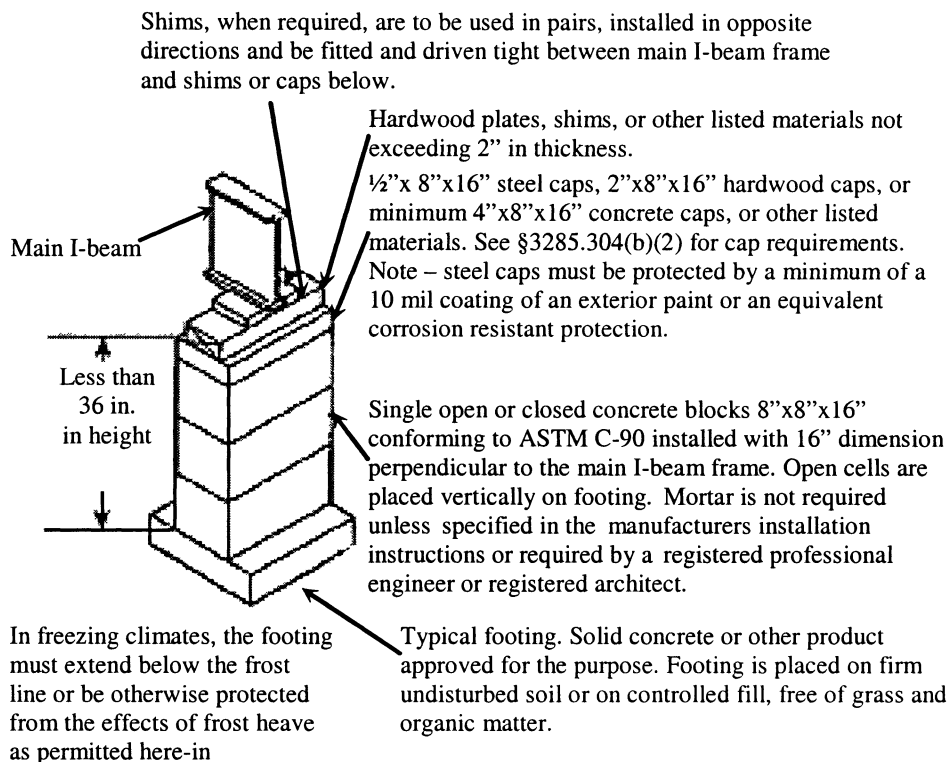 Shims, when required, are to be used in pairs, installed in opposite
directions and be fitted and driven tight between main I-beam frame
and shims or caps below.
Hardwood plates, shims, or other listed materials not
exceeding 2” in thickness.
½”x 8”x16” steel caps, 2”x8”x16” hardwood caps, or
minimum 4”x8”x16” concrete caps, or other listed
materials. See §3285.304(b)(2) for cap requirements.
Note – steel caps must be protected by a minimum of a
10 mil coating of an exterior paint or an equivalent
corrosion resistant protection.
Main I-beam
Less than
36 in.
in height
Single open or closed concrete blocks 8”x8”x16”
conforming to ASTM C-90 installed with 16” dimension
perpendicular to the main I-beam frame. Open cells are
placed vertically on footing. Mortar is not required
unless specified in the manufacturers installation
instructions or required by a registered professional
engineer or registered architect.
In freezing climates, the footing
must extend below the frost
line or be otherwise protected
from the effects of frost heave
as permitted here-in
Typical footing. Solid concrete or other product
approved for the purpose. Footing is placed on firm
undisturbed soil or on controlled fill, free of grass and
organic matter.